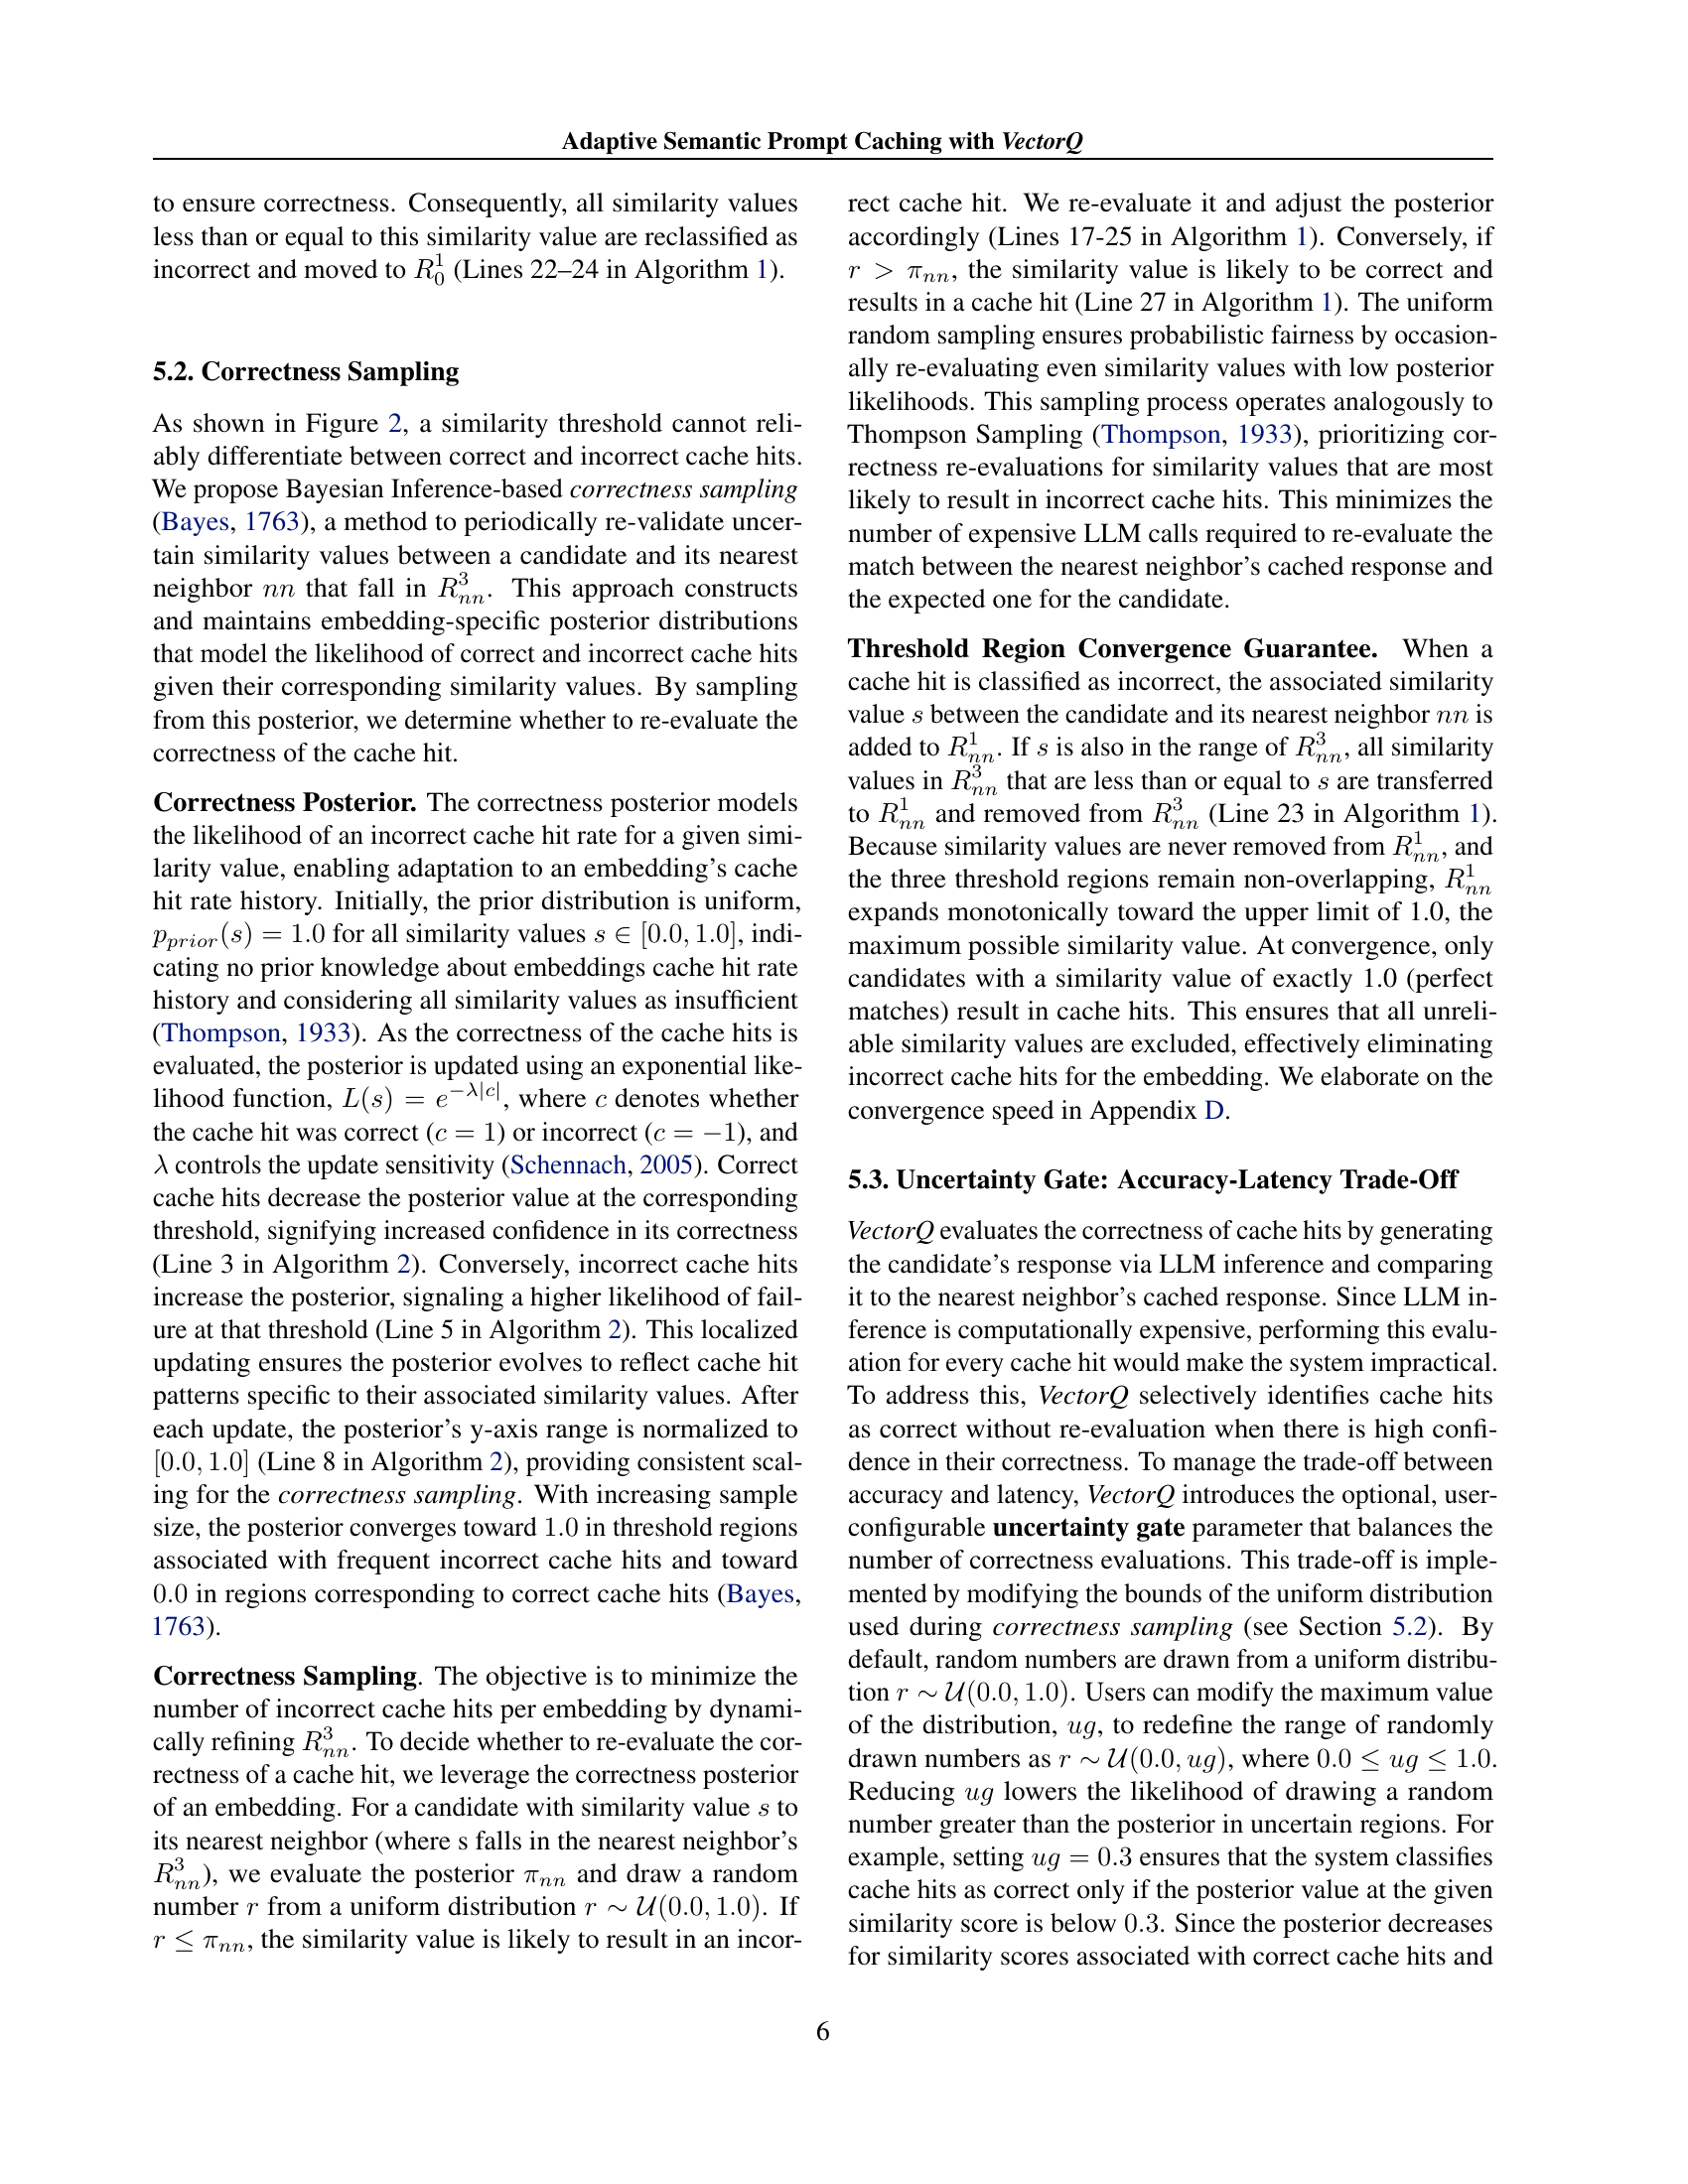 Adaptive Semantic Prompt Caching with VectorQ
to ensure correctness. Consequently, all similarity values
less than or equal to this similarity value are reclassified as
incorrect and moved to $R_0^1$ (Lines 22–24 in Algorithm 1).
5.2. Correctness Sampling
As shown in Figure 2, a similarity threshold cannot reli-
ably differentiate between correct and incorrect cache hits.
We propose Bayesian Inference-based correctness sampling
(Bayes, 1763), a method to periodically re-validate uncer-
tain similarity values between a candidate and its nearest
neighbor $nn$ that fall in $R_{nn}^3$. This approach constructs
and maintains embedding-specific posterior distributions
that model the likelihood of correct and incorrect cache hits
given their corresponding similarity values. By sampling
from this posterior, we determine whether to re-evaluate the
correctness of the cache hit.
Correctness Posterior. The correctness posterior models
the likelihood of an incorrect cache hit rate for a given simi-
larity value, enabling adaptation to an embedding's cache
hit rate history. Initially, the prior distribution is uniform,
$p_{prior}(s) = 1.0$ for all similarity values $s \in [0.0, 1.0]$, indi-
cating no prior knowledge about embeddings cache hit rate
history and considering all similarity values as insufficient
(Thompson, 1933). As the correctness of the cache hits is
evaluated, the posterior is updated using an exponential like-
lihood function, $L(s) = e^{-\lambda|c|}$, where $c$ denotes whether
the cache hit was correct ($c = 1$) or incorrect ($c = -1$), and
$\lambda$ controls the update sensitivity (Schennach, 2005). Correct
cache hits decrease the posterior value at the corresponding
threshold, signifying increased confidence in its correctness
(Line 3 in Algorithm 2). Conversely, incorrect cache hits
increase the posterior, signaling a higher likelihood of fail-
ure at that threshold (Line 5 in Algorithm 2). This localized
updating ensures the posterior evolves to reflect cache hit
patterns specific to their associated similarity values. After
each update, the posterior's y-axis range is normalized to
$[0.0, 1.0]$ (Line 8 in Algorithm 2), providing consistent scal-
ing for the correctness sampling. With increasing sample
size, the posterior converges toward 1.0 in threshold regions
associated with frequent incorrect cache hits and toward
0.0 in regions corresponding to correct cache hits (Bayes,
1763).
Correctness Sampling. The objective is to minimize the
number of incorrect cache hits per embedding by dynami-
cally refining $R_{nn}^3$. To decide whether to re-evaluate the cor-
rectness of a cache hit, we leverage the correctness posterior
of an embedding. For a candidate with similarity value $s$ to
its nearest neighbor (where s falls in the nearest neighbor's
$R_{nn}^3$), we evaluate the posterior $\pi_{nn}$ and draw a random
number $r$ from a uniform distribution $r \sim \mathcal{U}(0.0, 1.0)$. If
$r \leq \pi_{nn}$, the similarity value is likely to result in an incor-
rect cache hit. We re-evaluate it and adjust the posterior
accordingly (Lines 17-25 in Algorithm 1). Conversely, if
$r > \pi_{nn}$, the similarity value is likely to be correct and
results in a cache hit (Line 27 in Algorithm 1). The uniform
random sampling ensures probabilistic fairness by occasion-
ally re-evaluating even similarity values with low posterior
likelihoods. This sampling process operates analogously to
Thompson Sampling (Thompson, 1933), prioritizing cor-
rectness re-evaluations for similarity values that are most
likely to result in incorrect cache hits. This minimizes the
number of expensive LLM calls required to re-evaluate the
match between the nearest neighbor's cached response and
the expected one for the candidate.
Threshold Region Convergence Guarantee. When a
cache hit is classified as incorrect, the associated similarity
value $s$ between the candidate and its nearest neighbor $nn$ is
added to $R_{nn}^1$. If $s$ is also in the range of $R_{nn}^3$, all similarity
values in $R_{nn}^3$ that are less than or equal to $s$ are transferred
to $R_{nn}^1$ and removed from $R_{nn}^3$ (Line 23 in Algorithm 1).
Because similarity values are never removed from $R_{nn}^1$, and
the three threshold regions remain non-overlapping, $R_{nn}^1$
expands monotonically toward the upper limit of 1.0, the
maximum possible similarity value. At convergence, only
candidates with a similarity value of exactly 1.0 (perfect
matches) result in cache hits. This ensures that all unreli-
able similarity values are excluded, effectively eliminating
incorrect cache hits for the embedding. We elaborate on the
convergence speed in Appendix D.
5.3. Uncertainty Gate: Accuracy-Latency Trade-Off
VectorQ evaluates the correctness of cache hits by generating
the candidate's response via LLM inference and comparing
it to the nearest neighbor's cached response. Since LLM in-
ference is computationally expensive, performing this evalu-
ation for every cache hit would make the system impractical.
To address this, VectorQ selectively identifies cache hits
as correct without re-evaluation when there is high confi-
dence in their correctness. To manage the trade-off between
accuracy and latency, VectorQ introduces the optional, user-
configurable uncertainty gate parameter that balances the
number of correctness evaluations. This trade-off is imple-
mented by modifying the bounds of the uniform distribution
used during correctness sampling (see Section 5.2). By
default, random numbers are drawn from a uniform distribu-
tion $r \sim \mathcal{U}(0.0, 1.0)$. Users can modify the maximum value
of the distribution, $ug$, to redefine the range of randomly
drawn numbers as $r \sim \mathcal{U}(0.0, ug)$, where $0.0 \leq ug \leq 1.0$.
Reducing $ug$ lowers the likelihood of drawing a random
number greater than the posterior in uncertain regions. For
example, setting $ug = 0.3$ ensures that the system classifies
cache hits as correct only if the posterior value at the given
similarity score is below 0.3. Since the posterior decreases
for similarity scores associated with correct cache hits and
6